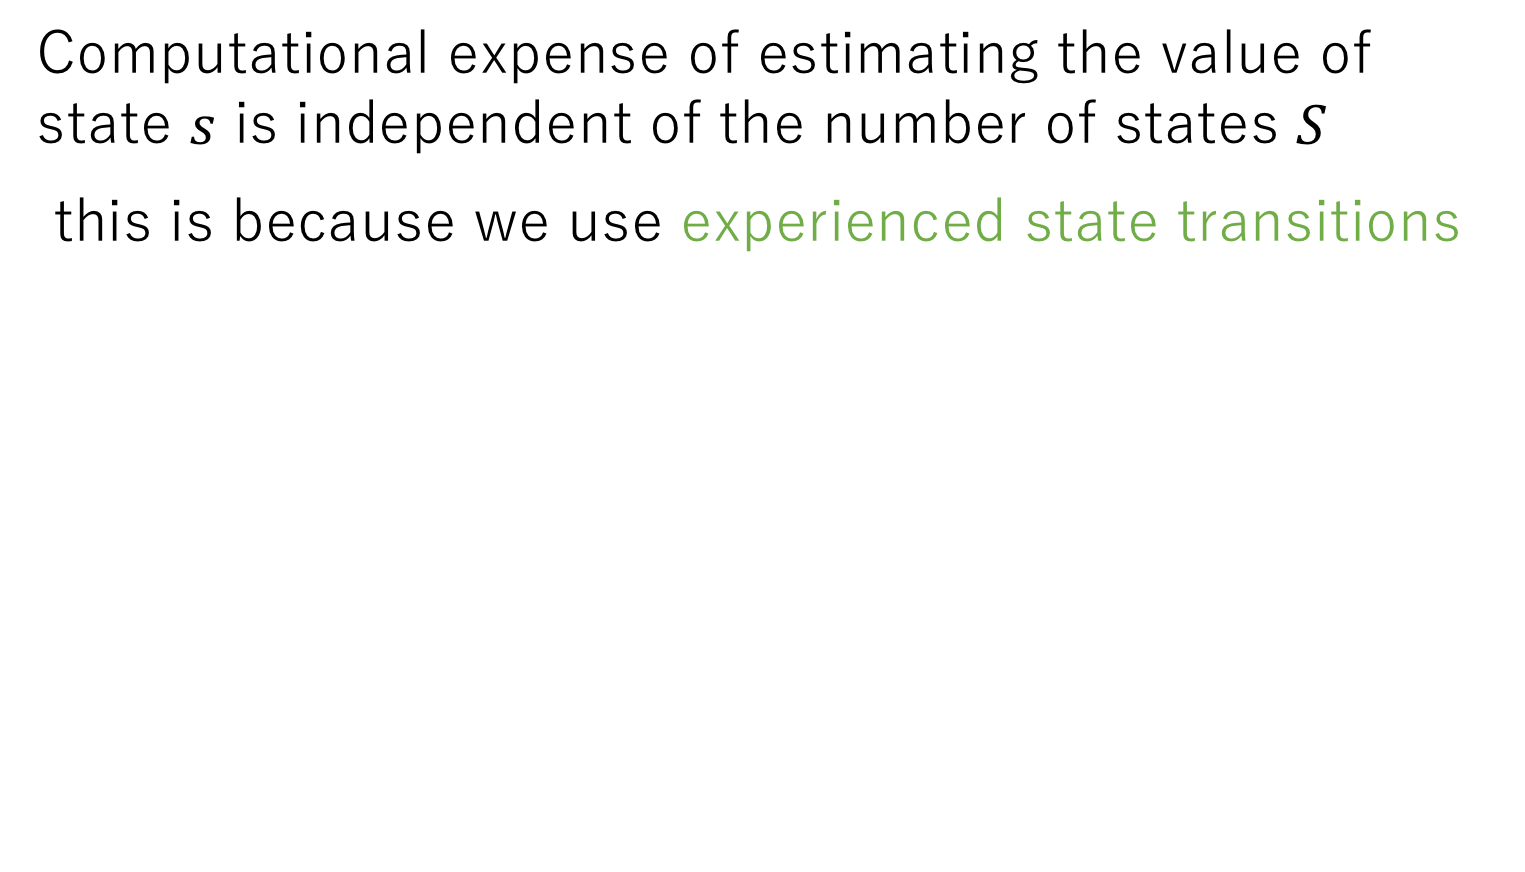 Computational expense of estimating the value of
state s is independent of the number of states S
this is because we use experienced state transitions